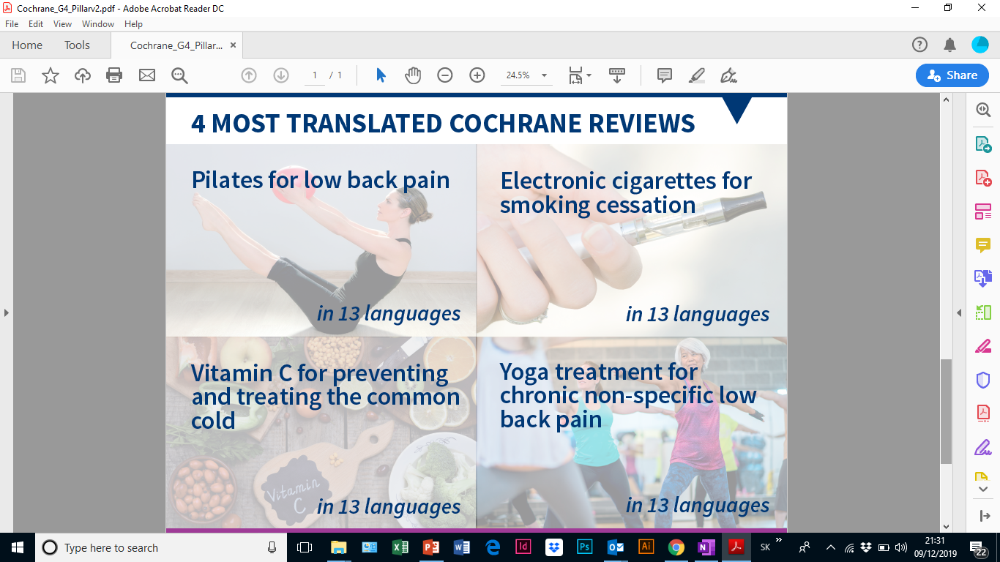 Cochrane_G4_Pillarv2.pdf - Adobe Acrobat Reader DC
File Edit View Window Help
Home Tools Cochrane_G4_Pillar... ×
1 / 1 24.5% Share
4 MOST TRANSLATED COCHRANE REVIEWS
Pilates for low back pain
in 13 languages
Electronic cigarettes for
smoking cessation
in 13 languages
Vitamin C for preventing
and treating the common
cold
Vitamin
C
in 13 languages
Yoga treatment for
chronic non-specific low
back pain
in 13 languages
Type here to search
SK
21:31
09/12/2019
22